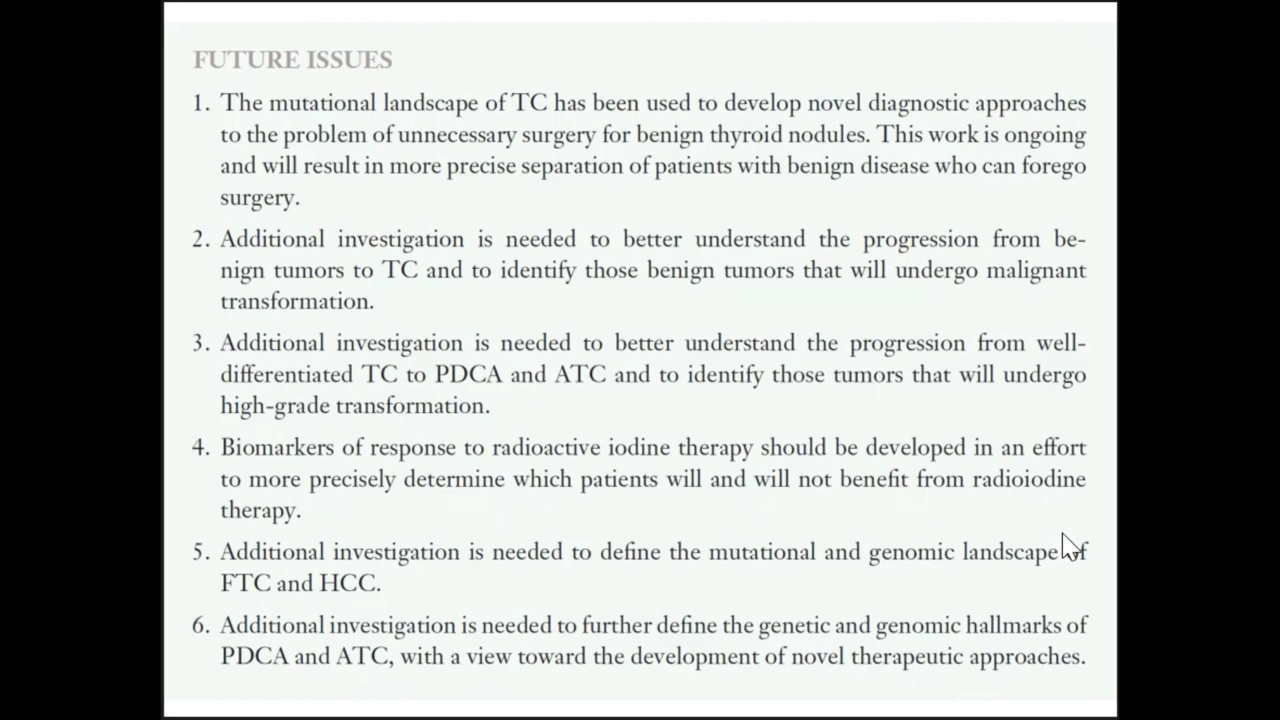 FUTURE ISSUES
1. The mutational landscape of TC has been used to develop novel diagnostic approaches
to the problem of unnecessary surgery for benign thyroid nodules. This work is ongoing
and will result in more precise separation of patients with benign disease who can forego
surgery.
2. Additional investigation is needed to better understand the progression from be-
nign tumors to TC and to identify those benign tumors that will undergo malignant
transformation.
3. Additional investigation is needed to better understand the progression from well-
differentiated TC to PDCA and ATC and to identify those tumors that will undergo
high-grade transformation.
4. Biomarkers of response to radioactive iodine therapy should be developed in an effort
to more precisely determine which patients will and will not benefit from radioiodine
therapy.
5. Additional investigation is needed to define the mutational and genomic landscape of
FTC and HCC.
6. Additional investigation is needed to further define the genetic and genomic hallmarks of
PDCA and ATC, with a view toward the development of novel therapeutic approaches.